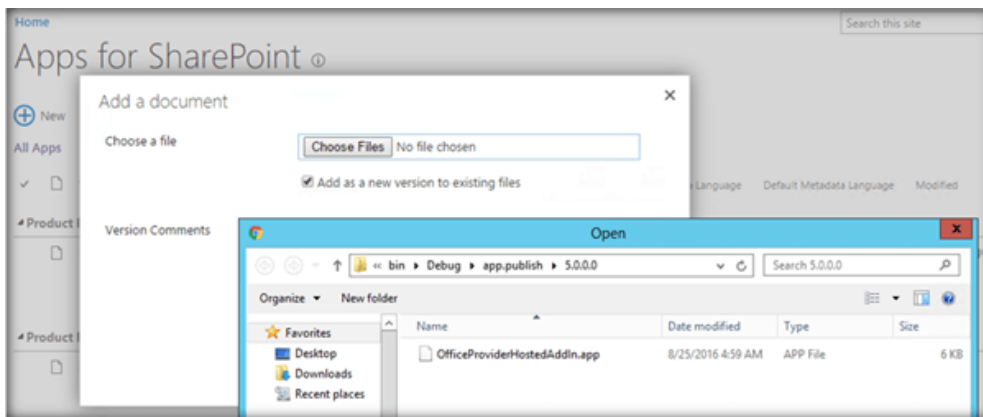 Home
Search this site
Apps for SharePoint
Add a document
New
Choose a file
Choose Files No file chosen
All Apps
Add as a new version to existing files
Language Default Metadata Language Modified
Product
Version Comments
Open
« bin Debug app.publish 5.0.0.0
Search 5.0.0.0
Organize New folder
Favorites
Name Date modified Type Size
Desktop
OfficeProviderHostedAddIn.app 8/25/2016 4:59 AM APP File 6 KB
Downloads
Product
Recent places